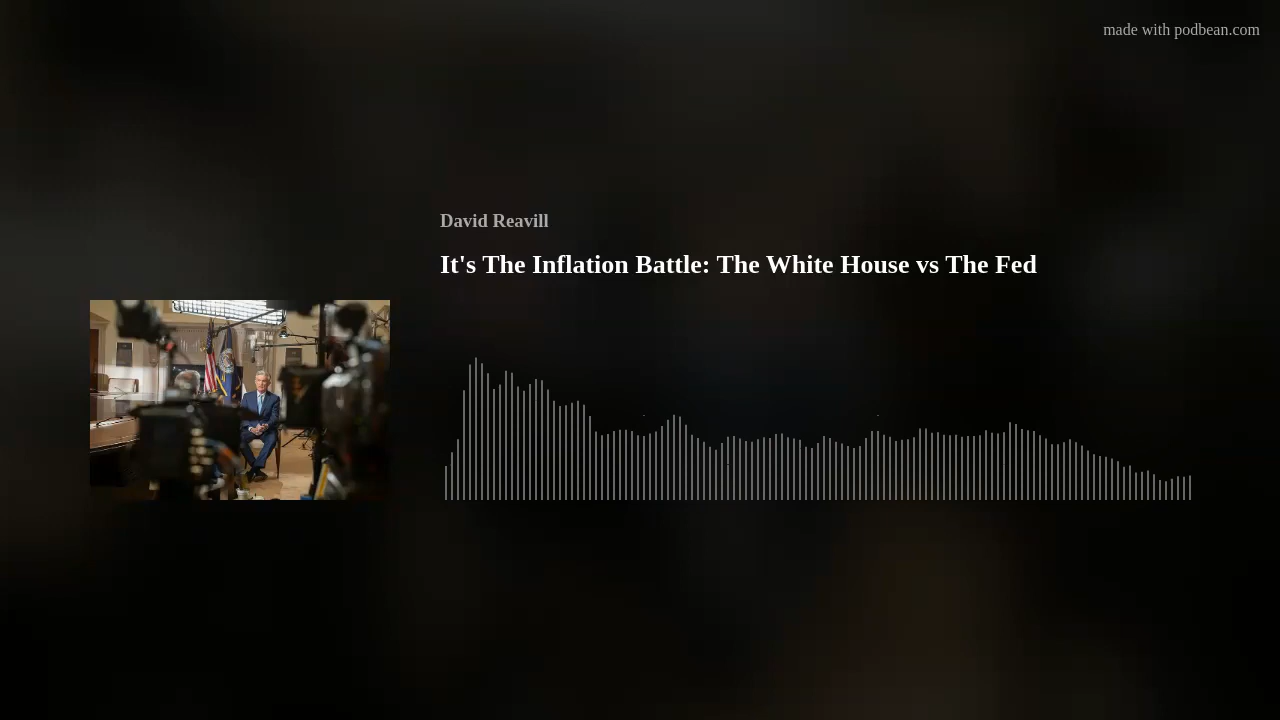 made with podbean.com
David Reavill
It's The Inflation Battle: The White House vs The Fed